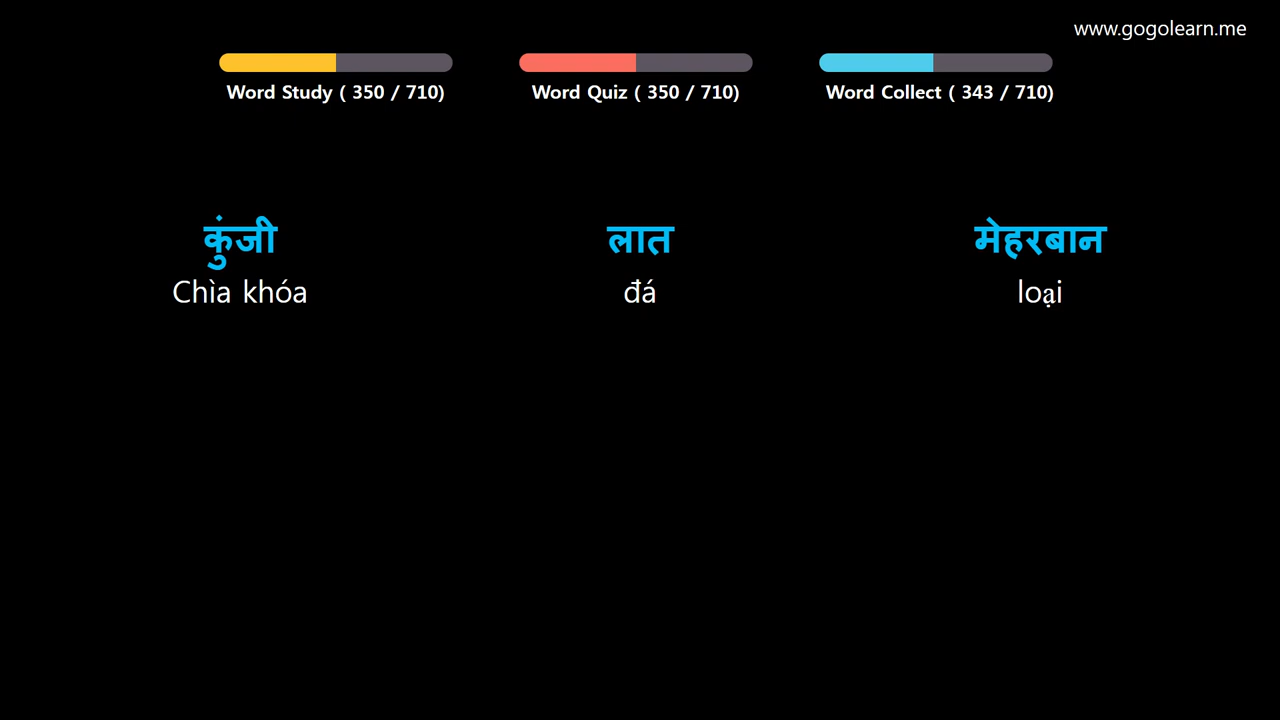 www.gogolearn.me
Word Study ( 350 / 710)
Word Quiz ( 350 / 710)
Word Collect ( 343 / 710)
कुंजी
Chìa khóa
लात
đá
मेहरबान
loại